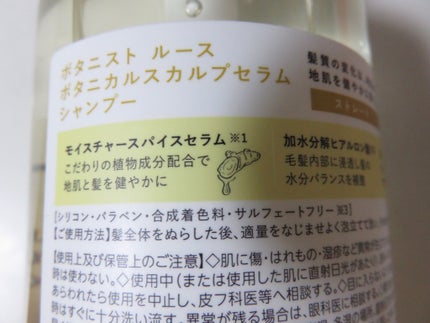 ボタニスト ルース
ボタニカルスカルプセラム
シャンプー
髪質の変化は、
地肌を健やかに
ストレート
モイスチャースパイスセラム ※1
こだわりの植物成分配合で
地肌と髪を健やかに
加水分解ヒアルロン酸
毛髪内部に浸透し髪の
水分バランスを補整
［シリコン・パラベン・合成着色料・サルフェートフリー ※3］
【ご使用方法】髪全体をぬらした後、適量をなじませよく泡立てて
【使用上及び保管上のご注意】◇肌に傷・はれもの・湿疹など異常が
時は使わない。◇使用中（または使用した肌に直射日光があたり、
あらわれたら使用を中止し、皮フ科医等へ相談する。◇目に入
時はすぐに十分洗い流す。異常が残る場合は、眼科医に相談